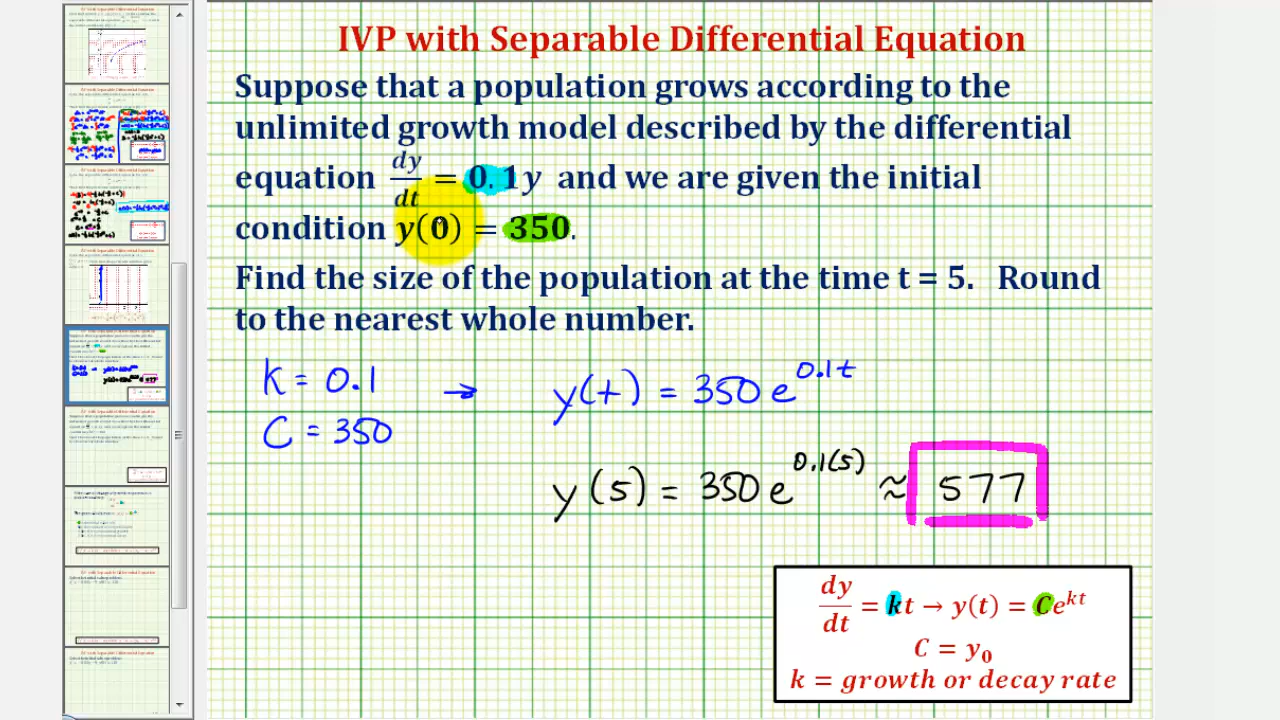 IVP with Separable Differential Equation
Suppose that a population grows according to the
unlimited growth model described by the differential
equation dy/dt = 0.1y and we are given the initial
condition y(0) = 350.
Find the size of the population at the time t = 5. Round
to the nearest whole number.
k = 0.1 → y(t) = 350e^0.1t
C = 350
y(5) = 350e^0.1(5) ≈ 577
dy/dt = kt → y(t) = Ce^kt
C = y₀
k = growth or decay rate